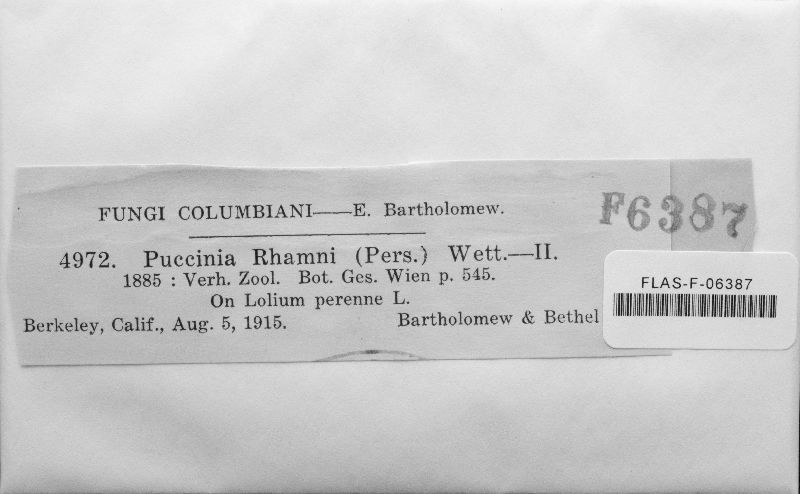 FUNGI COLUMBIANI——E. Bartholomew.
F6387
4972. Puccinia Rhamni (Pers.) Wett.—II.
1885 : Verh. Zool. Bot. Ges. Wien p. 545.
On Lolium perenne L.
Berkeley, Calif., Aug. 5, 1915. Bartholomew & Bethel
FLAS-F-06387